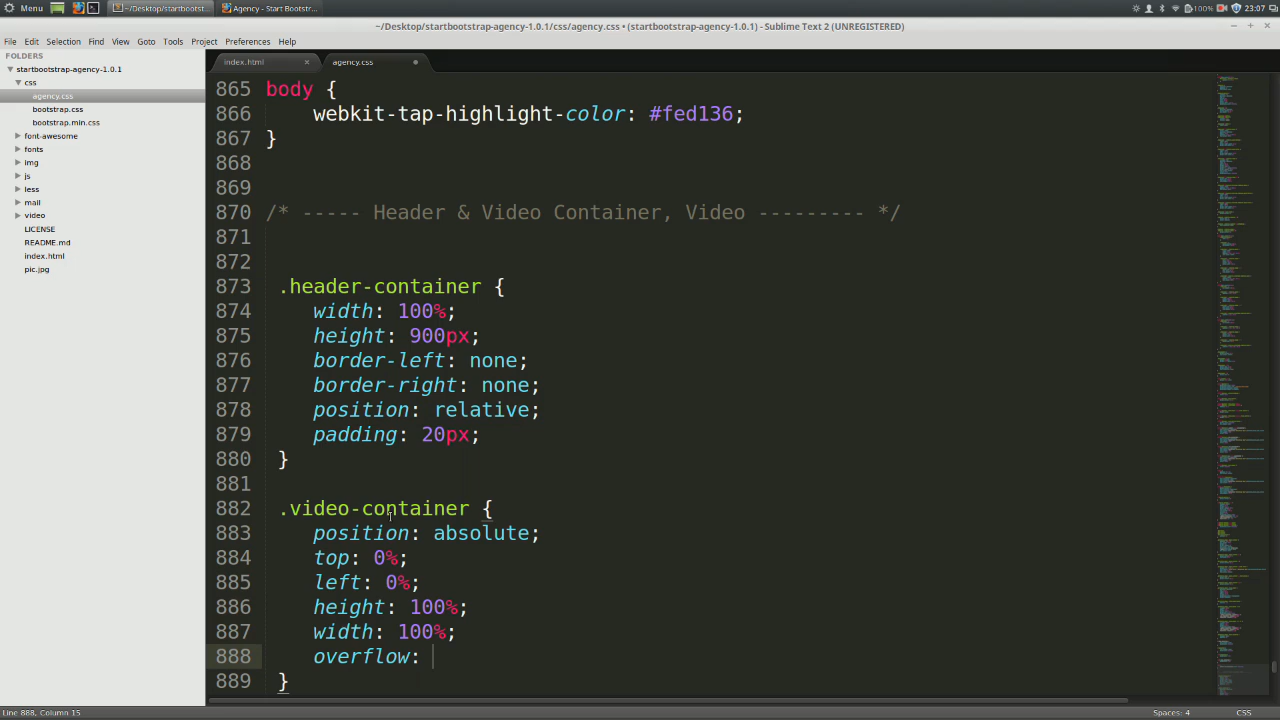 Menu
~/Desktop/startbootst...
Agency - Start Bootstr...
100%
23:07
~/Desktop/startbootstrap-agency-1.0.1/css/agency.css • (startbootstrap-agency-1.0.1) - Sublime Text 2 (UNREGISTERED)
File Edit Selection Find View Goto Tools Project Preferences Help
FOLDERS
startbootstrap-agency-1.0.1
css
agency.css
bootstrap.css
bootstrap.min.css
font-awesome
fonts
img
js
less
mail
video
LICENSE
README.md
index.html
pic.jpg
index.html
agency.css
865 body {
866 webkit-tap-highlight-color: #fed136;
867 }
868
869
870 /* ----- Header & Video Container, Video --------- */
871
872
873 .header-container {
874 width: 100%;
875 height: 900px;
876 border-left: none;
877 border-right: none;
878 position: relative;
879 padding: 20px;
880 }
881
882 .video-container {
883 position: absolute;
884 top: 0%;
885 left: 0%;
886 height: 100%;
887 width: 100%;
888 overflow:
889 }
Line 888, Column 15
Spaces: 4
CSS